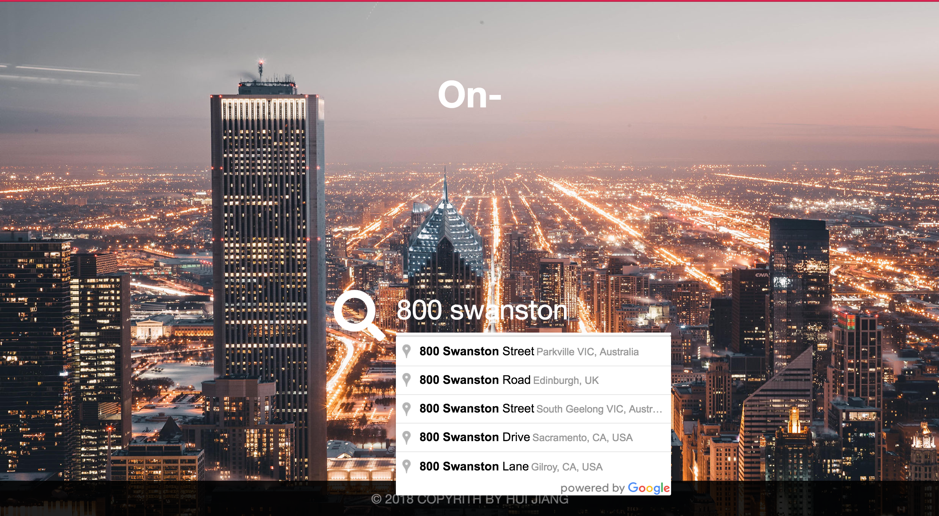 On-
800 swanston
800 Swanston Street Parkville VIC, Australia
800 Swanston Road Edinburgh, UK
800 Swanston Street South Geelong VIC, Austr...
800 Swanston Drive Sacramento, CA, USA
800 Swanston Lane Gilroy, CA, USA
powered by Google
© 2018 COPYRITH BY HUI JIANG